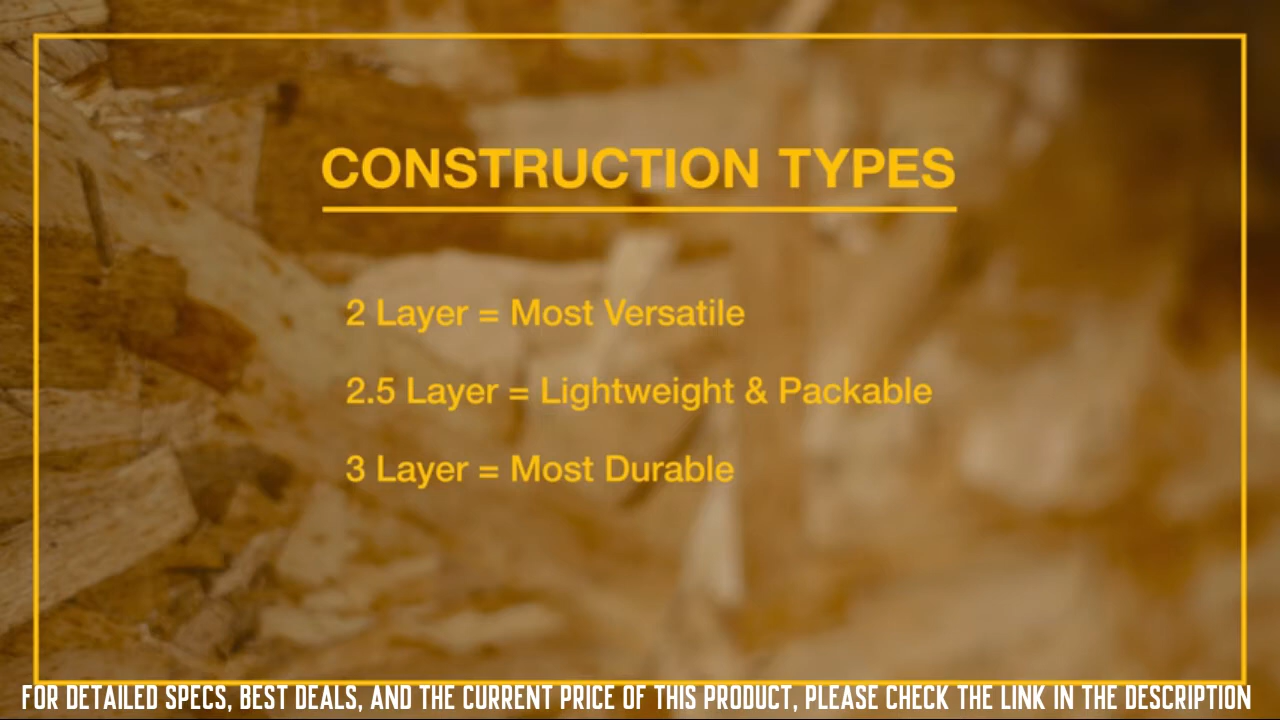 CONSTRUCTION TYPES
2 Layer = Most Versatile
2.5 Layer = Lightweight & Packable
3 Layer = Most Durable
FOR DETAILED SPECS, BEST DEALS, AND THE CURRENT PRICE OF THIS PRODUCT, PLEASE CHECK THE LINK IN THE DESCRIPTION